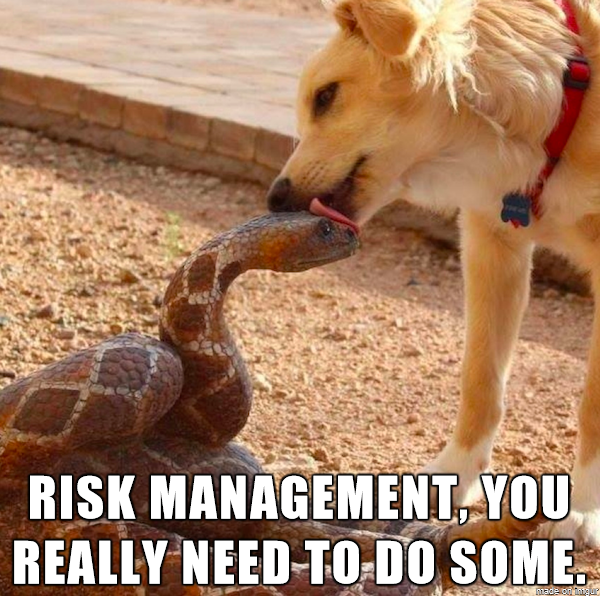 RISK MANAGEMENT, YOU
REALLY NEED TO DO SOME.
made on imgur